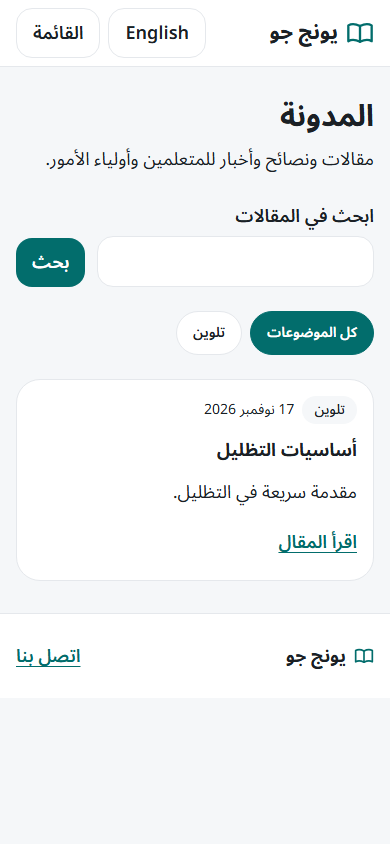 يونج جو
English
القائمة
المدونة
مقالات ونصائح وأخبار للمتعلمين وأولياء الأمور.
ابحث في المقالات
بحث
كل الموضوعات
تلوين
تلوين 17 نوفمبر 2026
أساسيات التظليل
مقدمة سريعة في التظليل.
اقرأ المقال
يونج جو
اتصل بنا